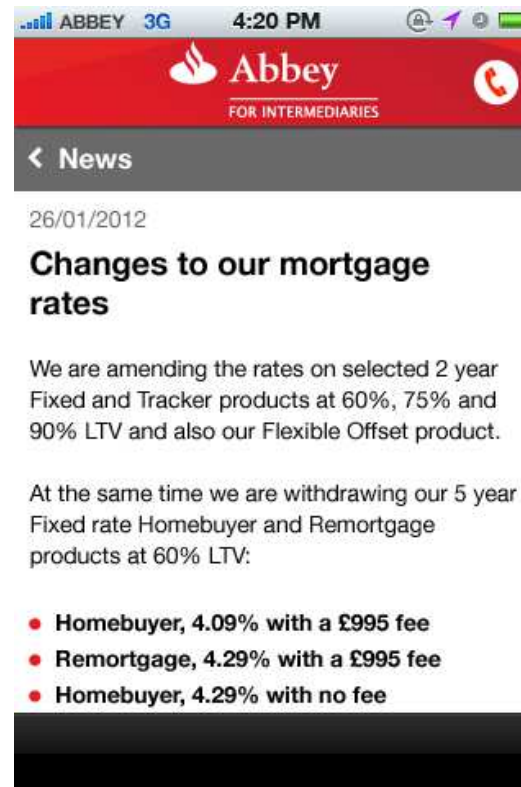 ABBEY 3G 4:20 PM
Abbey
FOR INTERMEDIARIES
News
26/01/2012
Changes to our mortgage
rates
We are amending the rates on selected 2 year
Fixed and Tracker products at 60%, 75% and
90% LTV and also our Flexible Offset product.
At the same time we are withdrawing our 5 year
Fixed rate Homebuyer and Remortgage
products at 60% LTV:
• Homebuyer, 4.09% with a £995 fee
• Remortgage, 4.29% with a £995 fee
• Homebuyer, 4.29% with no fee